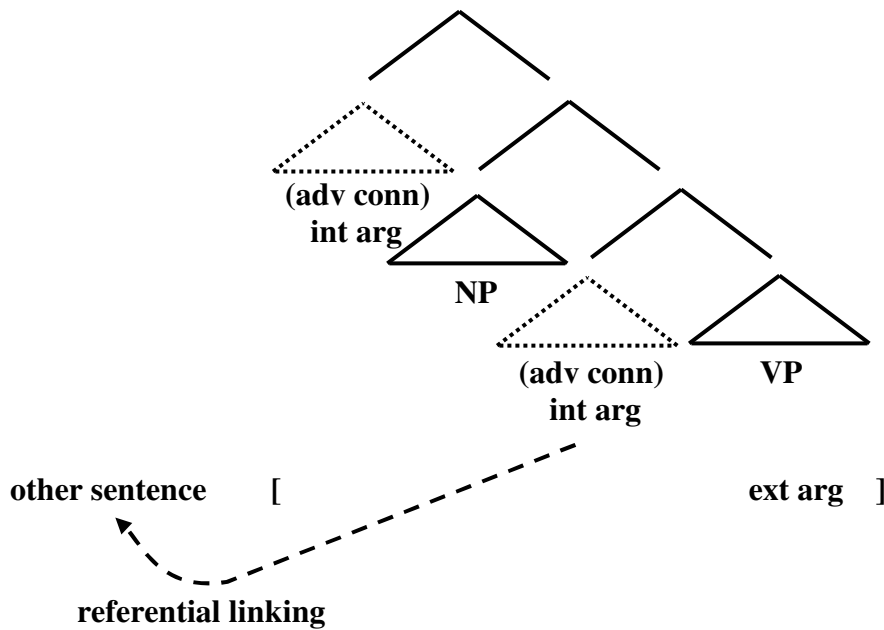 (adv conn)
int arg
NP
(adv conn)
int arg
VP
other sentence [ ext arg ]
referential linking